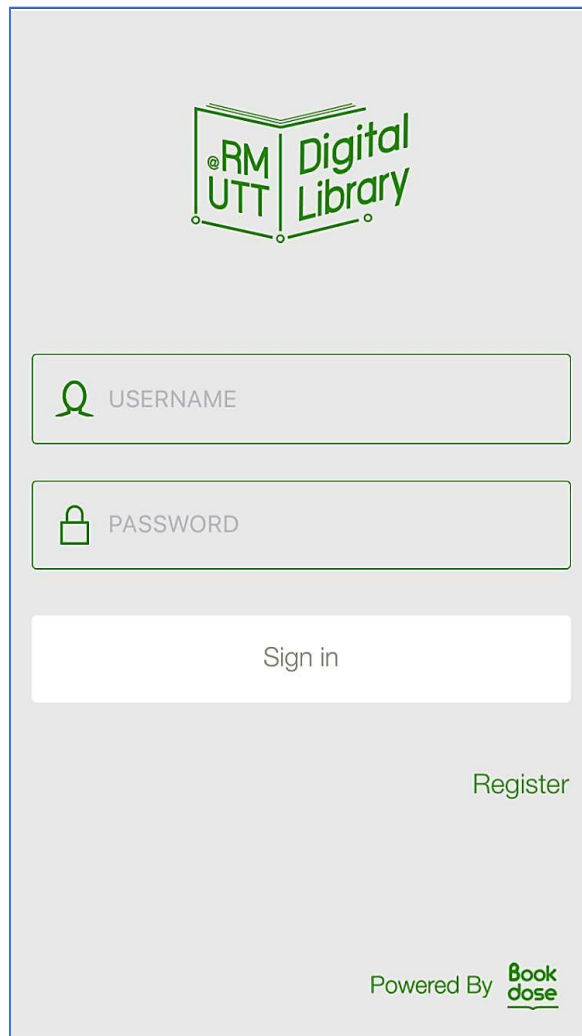 @RM
UTT
Digital
Library
USERNAME
PASSWORD
Sign in
Register
Powered By Book
dose